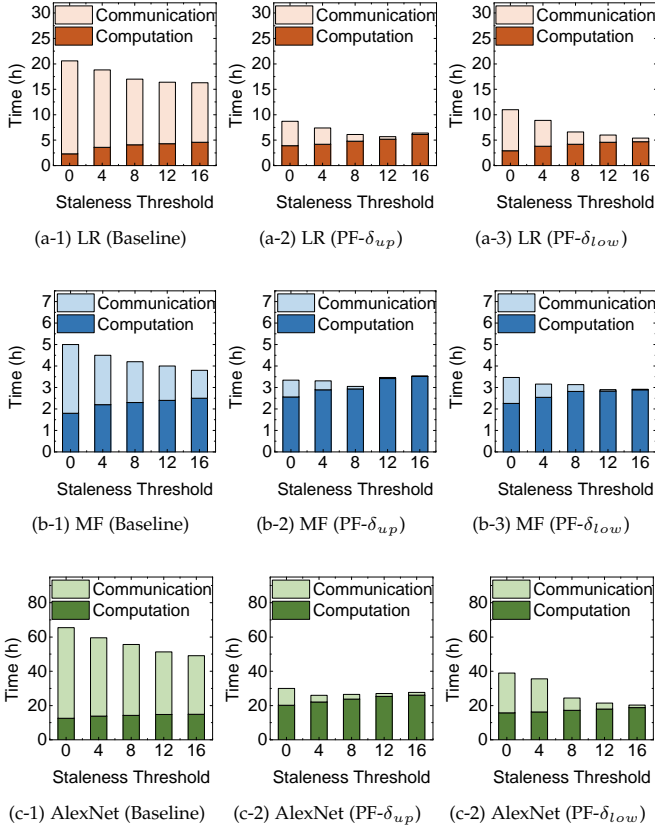 Communication
Computation
Time (h)
30
25
20
15
10
5
0
0 4 8 12 16
Staleness Threshold
(a-1) LR (Baseline)
Communication
Computation
Time (h)
30
25
20
15
10
5
0
0 4 8 12 16
Staleness Threshold
(a-2) LR (PF-δup)
Communication
Computation
Time (h)
30
25
20
15
10
5
0
0 4 8 12 16
Staleness Threshold
(a-3) LR (PF-δlow)
Communication
Computation
Time (h)
7
6
5
4
3
2
1
0
0 4 8 12 16
Staleness Threshold
(b-1) MF (Baseline)
Communication
Computation
Time (h)
7
6
5
4
3
2
1
0
0 4 8 12 16
Staleness Threshold
(b-2) MF (PF-δup)
Communication
Computation
Time (h)
7
6
5
4
3
2
1
0
0 4 8 12 16
Staleness Threshold
(b-3) MF (PF-δlow)
Communication
Computation
Time (h)
80
60
40
20
0
0 4 8 12 16
Staleness Threshold
(c-1) AlexNet (Baseline)
Communication
Computation
Time (h)
80
60
40
20
0
0 4 8 12 16
Staleness Threshold
(c-2) AlexNet (PF-δup)
Communication
Computation
Time (h)
80
60
40
20
0
0 4 8 12 16
Staleness Threshold
(c-2) AlexNet (PF-δlow)